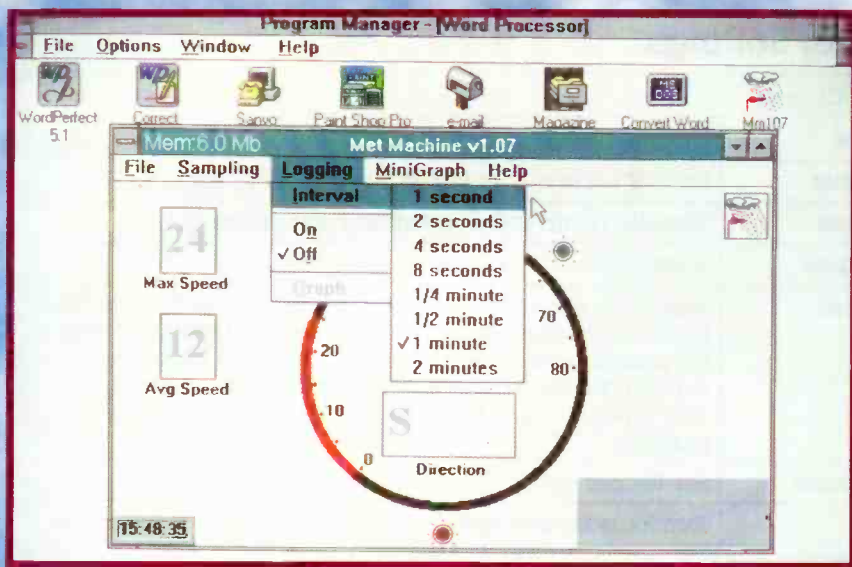 Program Manager - [Word Processor]
File Options Window Help
WordPerfect 5.1
Correct
Sanyo
Paint Shop Pro
e-mail
Magazine
Convert Word
Mm107
Mem:6.0 Mb Met Machine v1.07
File Sampling Logging MiniGraph Help
Interval
On
✓ Off
Graph
1 second
2 seconds
4 seconds
8 seconds
1/4 minute
1/2 minute
✓ 1 minute
2 minutes
24
Max Speed
12
Avg Speed
0
10
20
70
80
S
Direction
15:48:35